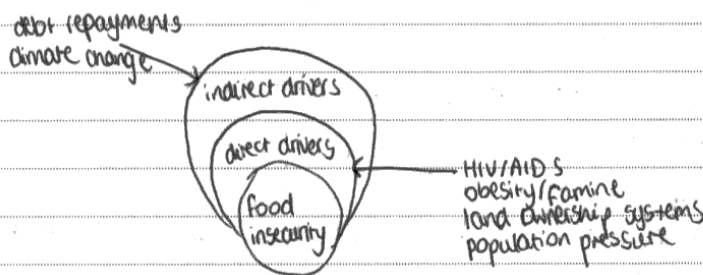 debt repayments
climate change
indirect drivers
direct drivers
food
insecurity
HIV/AIDS
obesity/famine
land ownership systems
population pressure